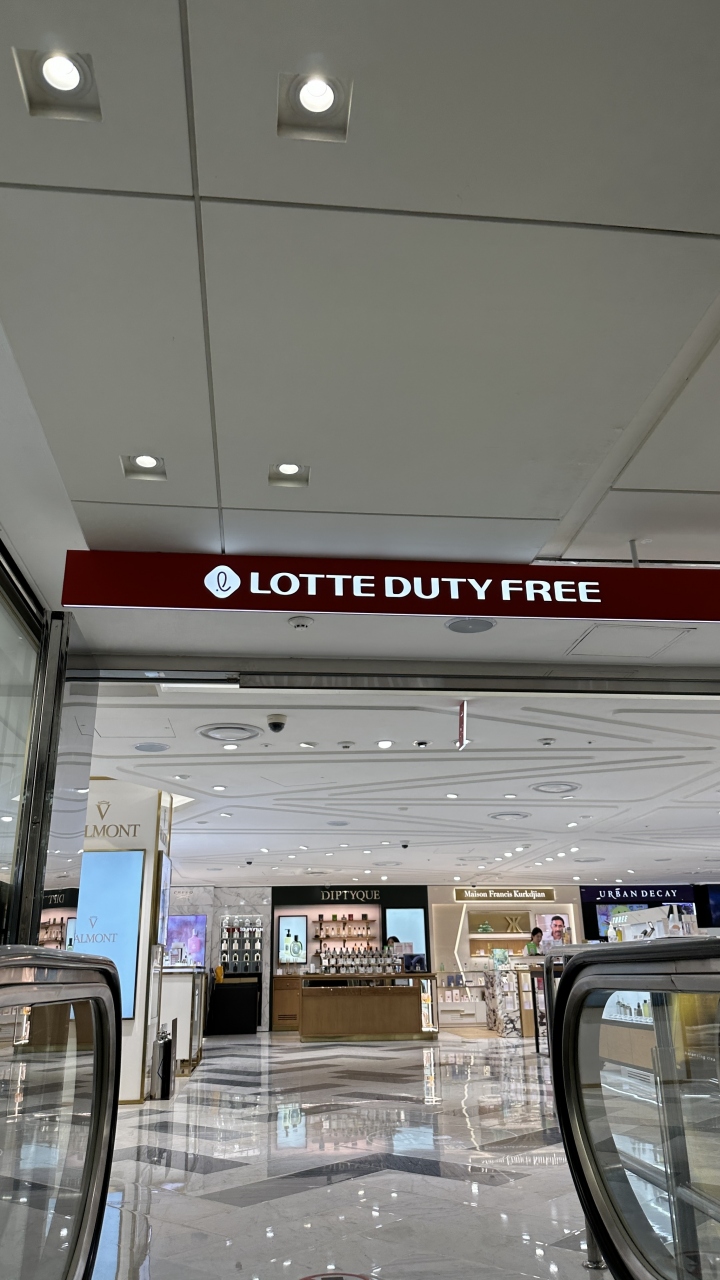 LOTTE DUTY FREE
ALMONT
ALMONT
DIPTYQUE
Maison Francis Kurkdjian
URBAN DECAY